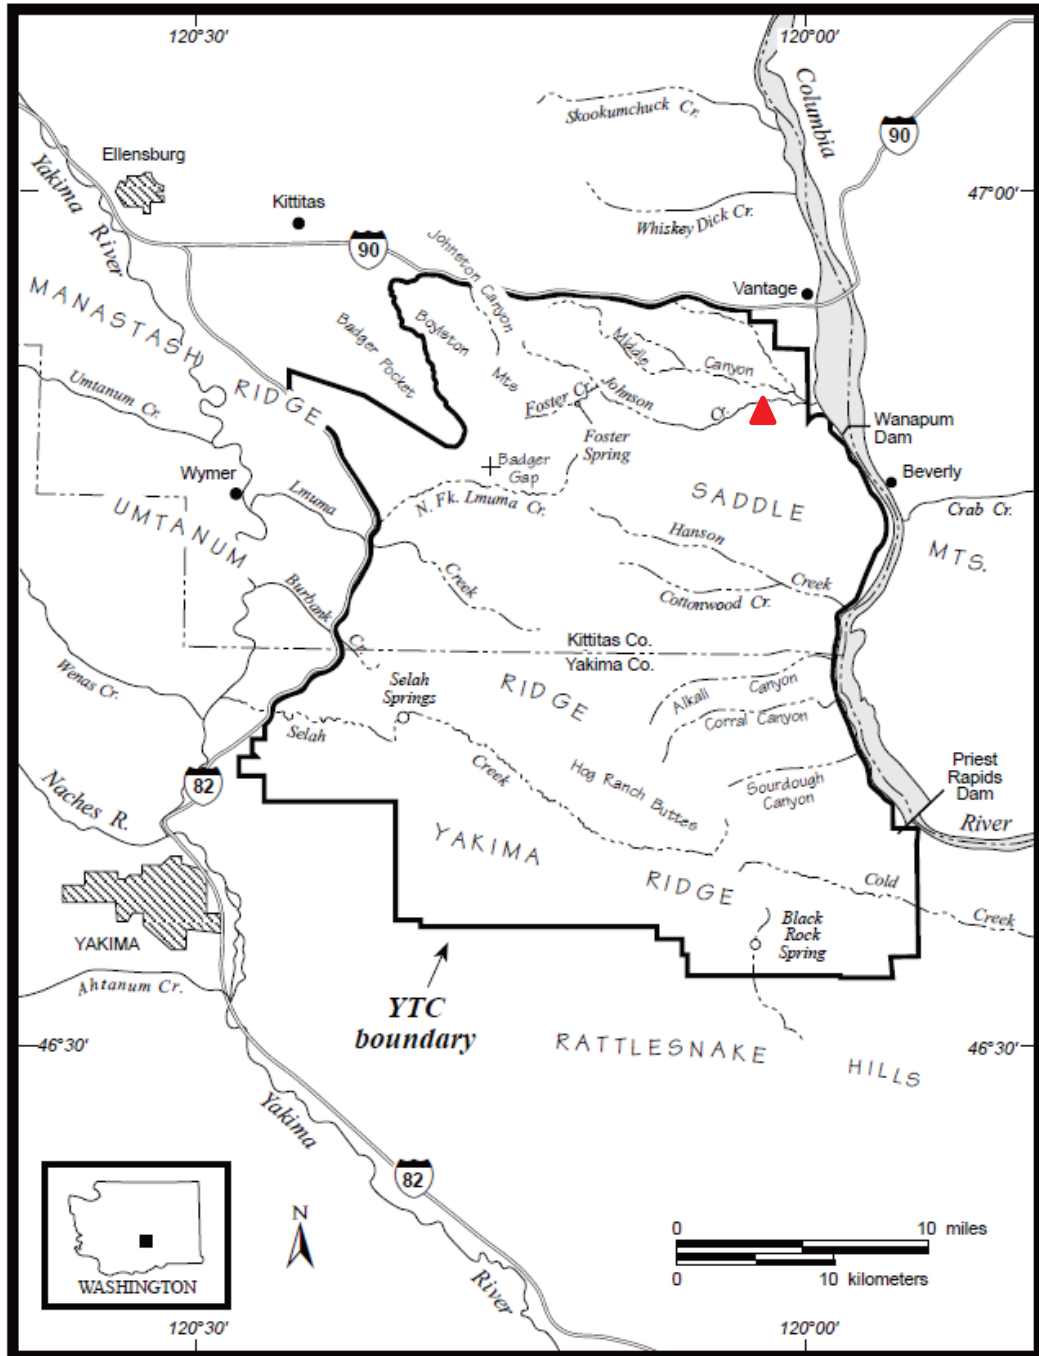 120°30'
120°00'
Columbia
Skookumchuck Cr.
90
Ellensburg
Yakima
River
Kittitas
47°00'
Whiskey Dick Cr.
90
Johnston Canyon
Vantage
MANASTASH
RIDGE
Badger Pocket
Boylston
Mts
Middle
Canyon
Umtanum Cr.
Foster Cr.
Johnson
Cr.
Foster
Spring
Wanapum
Dam
Badger
Gap
Wymer
Beverly
Lmuma
N. Fk. Lmuma Cr.
SADDLE
MTS.
Crab Cr.
UMTANUM
Hanson
Creek
Creek
Cottonwood Cr.
Burbank
Cr.
Kittitas Co.
Yakima Co.
Wenas Cr.
Selah
Springs
RIDGE
Alkali Canyon
Corral Canyon
Selah
Creek
Hog Ranch Buttes
Sourdough
Canyon
Priest
Rapids
Dam
River
82
Naches R.
YAKIMA
RIDGE
Cold
Creek
YAKIMA
Black
Rock
Spring
Ahtanum Cr.
YTC
boundary
46°30'
RATTLESNAKE
HILLS
46°30'
Yakima
82
River
WASHINGTON
N
0 10 miles
0 10 kilometers
120°30'
120°00'